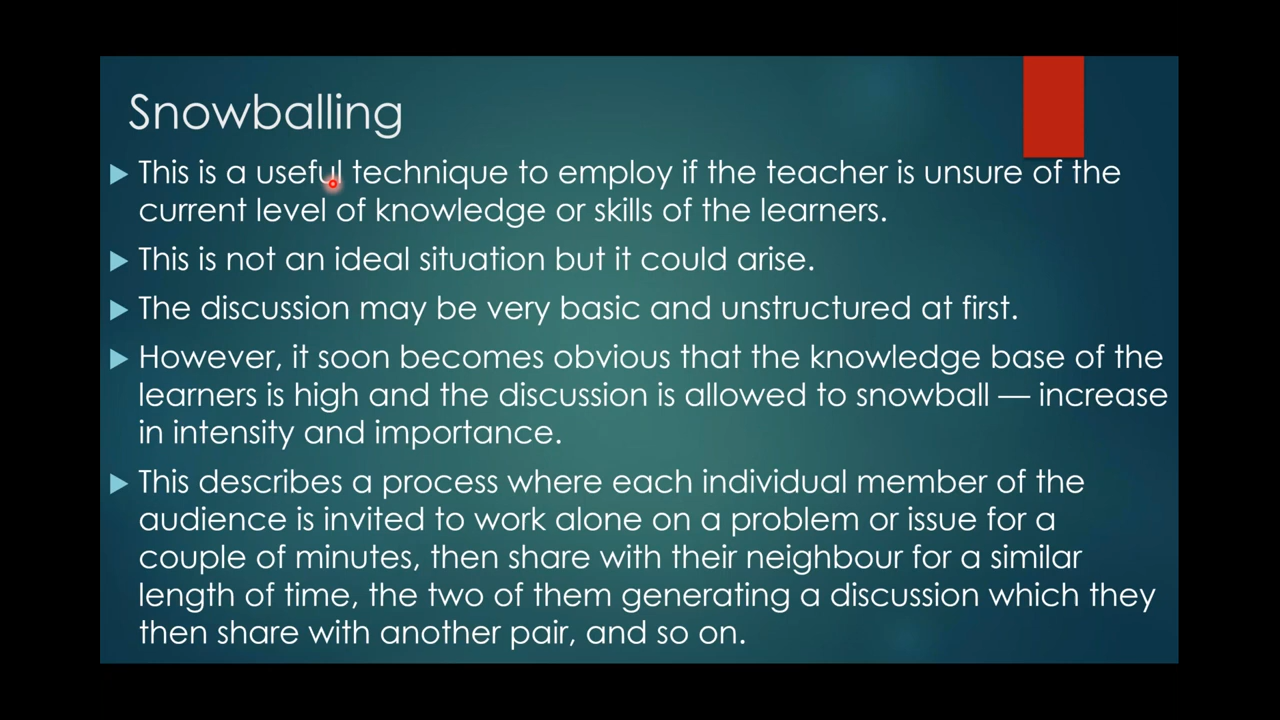 Snowballing
This is a useful technique to employ if the teacher is unsure of the
current level of knowledge or skills of the learners.
This is not an ideal situation but it could arise.
The discussion may be very basic and unstructured at first.
However, it soon becomes obvious that the knowledge base of the
learners is high and the discussion is allowed to snowball — increase
in intensity and importance.
This describes a process where each individual member of the
audience is invited to work alone on a problem or issue for a
couple of minutes, then share with their neighbour for a similar
length of time, the two of them generating a discussion which they
then share with another pair, and so on.